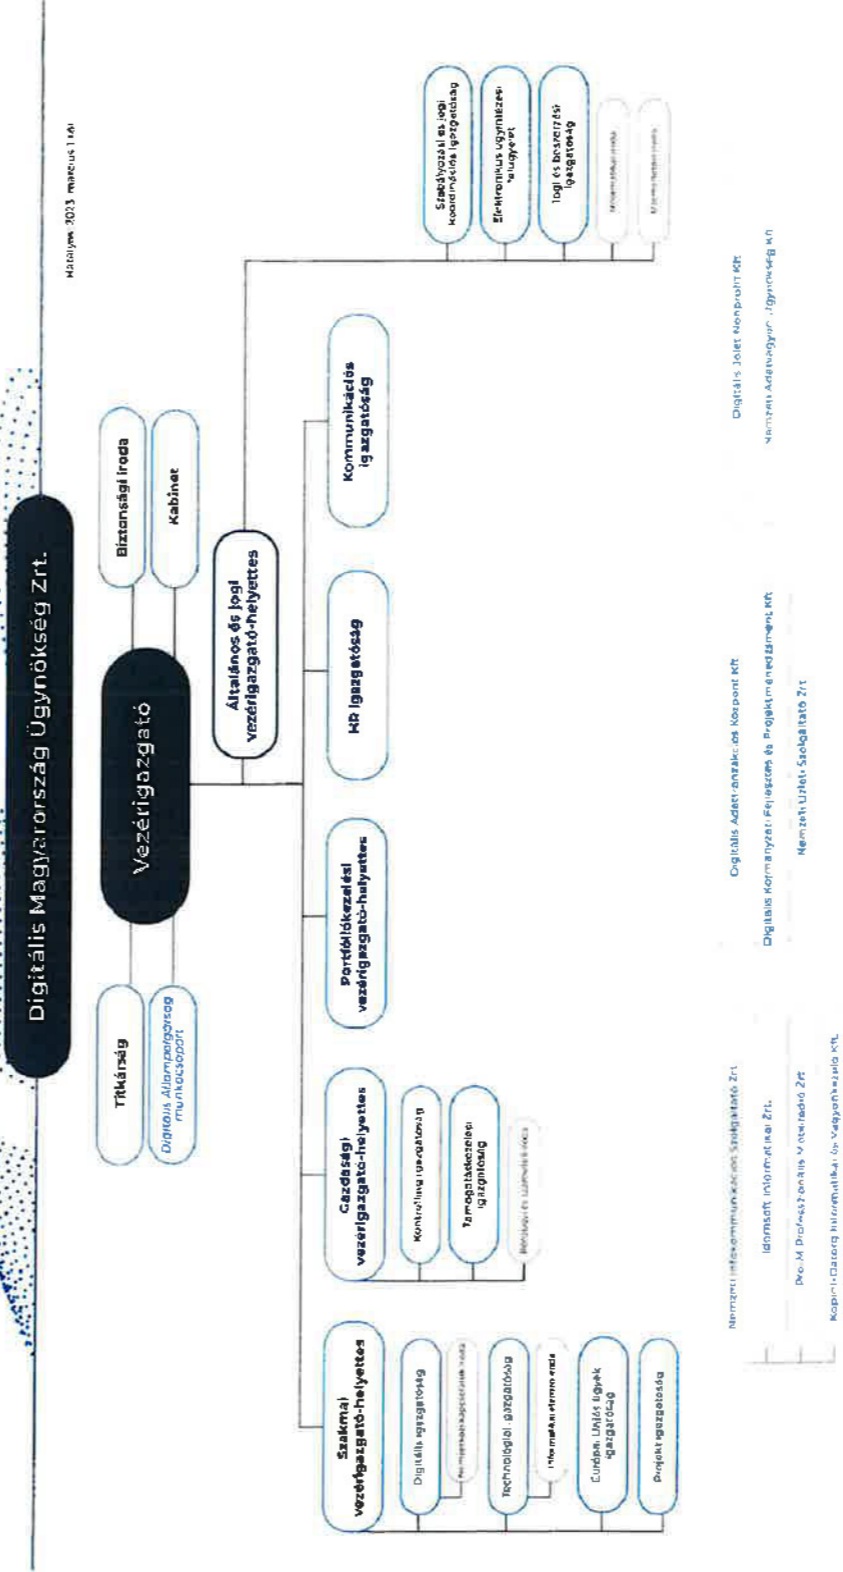 Digitális Magyarország Ügynökség Zrt.
Hatályos 2023 március 1-től
Vezérigazgató
Titkárság
Digitális Állampolgárság
munkacsoport
Biztonsági iroda
Kabinet
Általános és jogi
vezérigazgató-helyettes
Szakmai
vezérigazgató-helyettes
Digitális igazgatóság
Technológiai igazgatóság
Európai Uniós ügyek
igazgatóság
Projekt igazgatóság
Gazdasági
vezérigazgató-helyettes
Kontrolling igazgatóság
Támogatáskezelési
igazgatóság
Portfóliókezelési
vezérigazgató-helyettes
HR igazgatóság
Kommunikációs
igazgatóság
Szabályozási és jogi
koordinációs igazgatóság
Elektronikus ügyintézési
felügyelet
Jogi és beszerzési
igazgatóság
Nemzeti Infokommunikációs Szolgáltató Zrt.
Idomsoft Informatikai Zrt.
Pro-M Professzionális Mobilrádió Zrt
Kopint-Datorg Informatikai és Vagyonkezelő Kft.
Digitális Adattranzakciós Központ Kft
Digitális Kormányzati Fejlesztés és Projektmenedzsment Kft
Nemzeti Üzleti Szolgáltató Zrt
Digitális Jólét Nonprofit Kft
Nemzeti Adatvagyon Ügynökség Kft